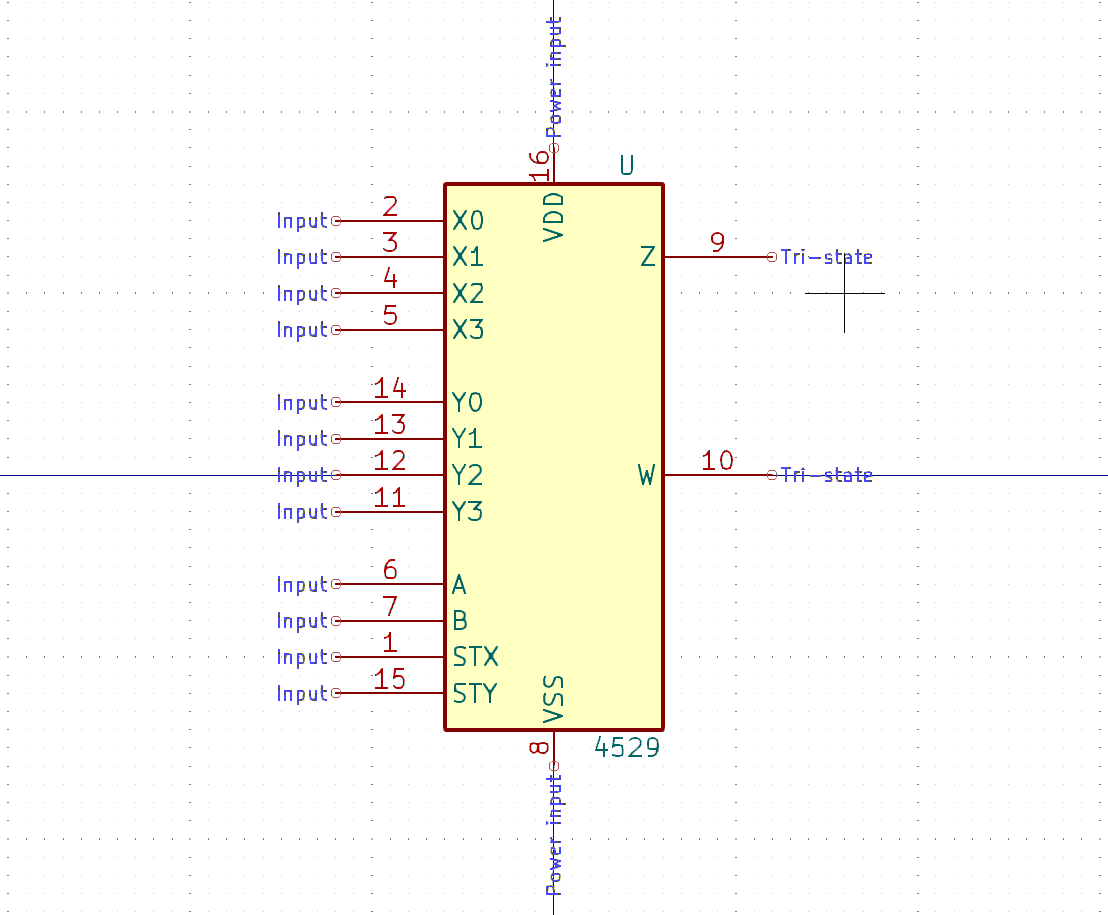 Power input
16
U
VDD
Input 2 X0
Input 3 X1
Z 9 Tri-state
Input 4 X2
Input 5 X3
Input 14 Y0
Input 13 Y1
Input 12 Y2
W 10 Tri-state
Input 11 Y3
Input 6 A
Input 7 B
Input 1 STX
Input 15 STY
VSS
8
4529
Power input